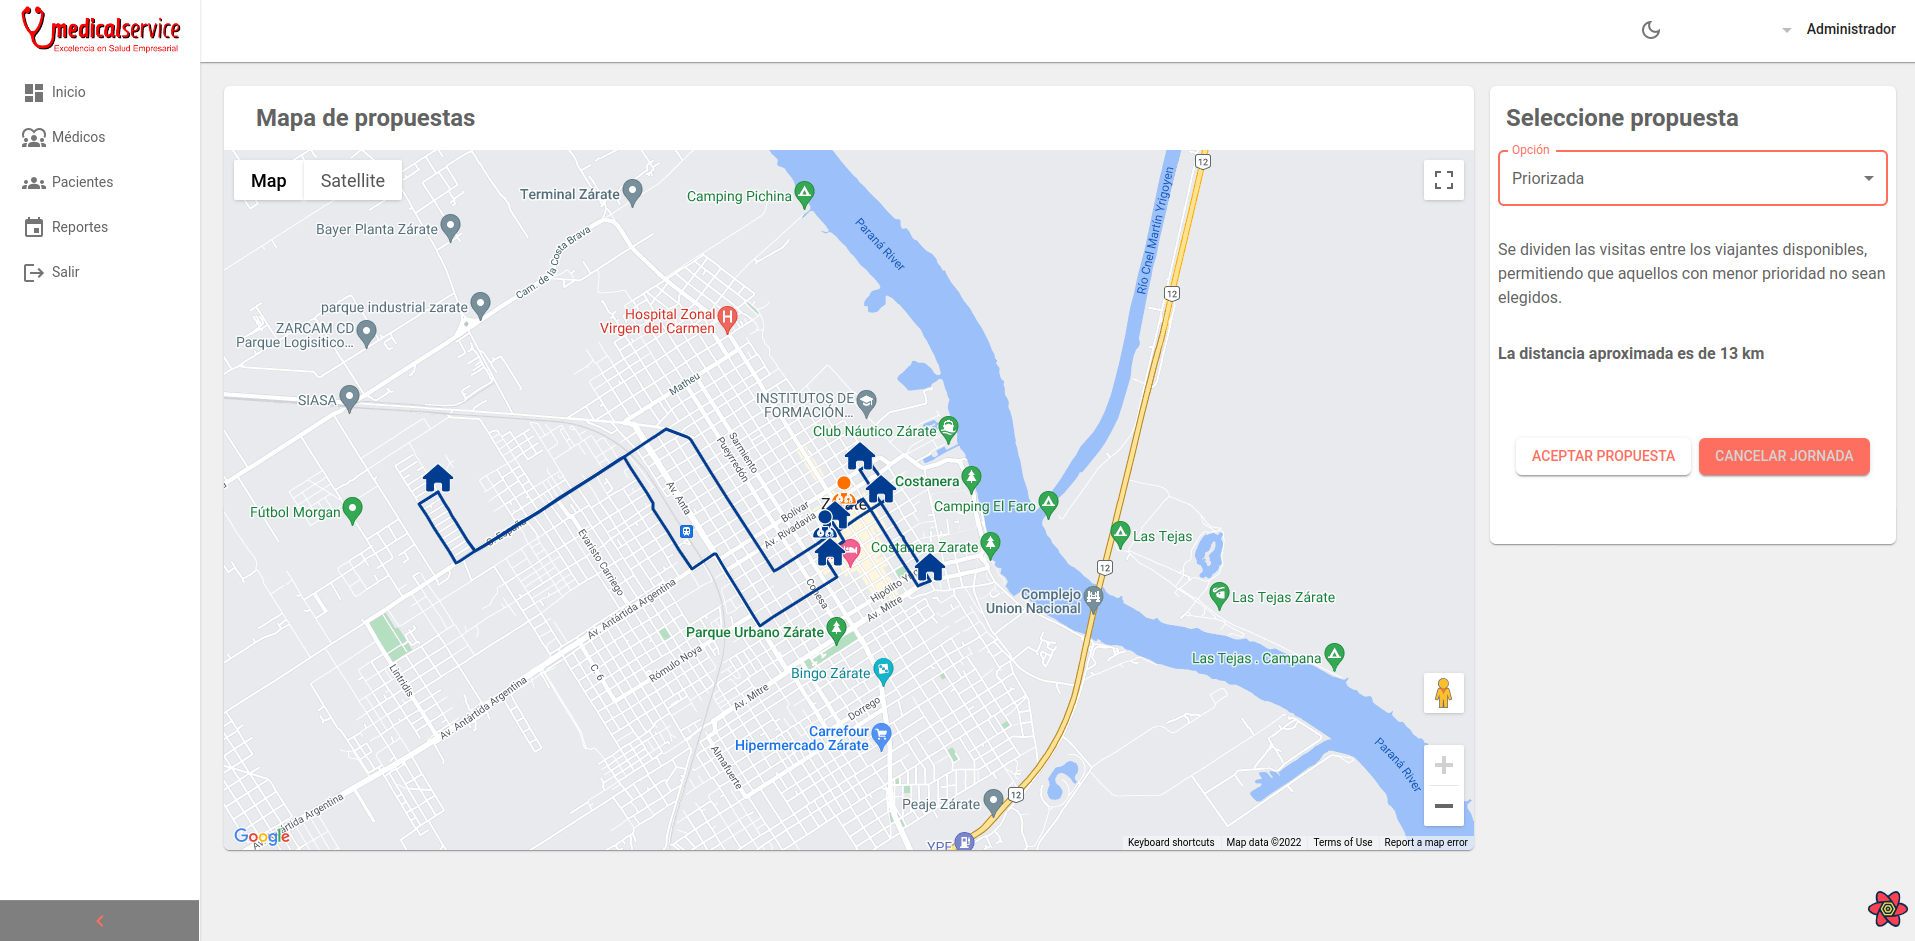 medicalservice
Excelencia en Salud Empresarial
Administrador
Inicio
Médicos
Pacientes
Reportes
Salir
Mapa de propuestas
Map
Satellite
Terminal Zárate
Camping Pichina
Bayer Planta Zárate
Cam. de la Costa Brava
Paraná River
Río Cnel Martín Yrigoyen
12
12
parque industrial zarate
ZARCAM CD
Parque Logisitico...
Hospital Zonal
Virgen del Carmen
SIASA
Matheu
INSTITUTOS DE
FORMACIÓN...
Club Náutico Zárate
Sarmiento
Pueyrredón
Costanera
Camping El Faro
Av. Anta
Bolívar
Av. Rivadavia
Fútbol Morgan
S. España
Costanera Zarate
Las Tejas
12
Evaristo Carriego
Conesa
Av. Mitre
Complejo
Union Nacional
Las Tejas Zárate
Av. Antártida Argentina
Parque Urbano Zárate
Rómulo Noya
Las Tejas . Campana
Lintridis
C. 6
Bingo Zárate
Av. Mitre
Dorrego
Av. Antártida Argentina
Carrefour
Hipermercado Zárate
Almafuerte
Paraná River
Peaje Zárate
12
Av. Antártida Argentina
YPF
Google
Keyboard shortcuts
Map data ©2022
Terms of Use
Report a map error
Seleccione propuesta
Opción
Priorizada
Se dividen las visitas entre los viajantes disponibles,
permitiendo que aquellos con menor prioridad no sean
elegidos.
La distancia aproximada es de 13 km
ACEPTAR PROPUESTA
CANCELAR JORNADA